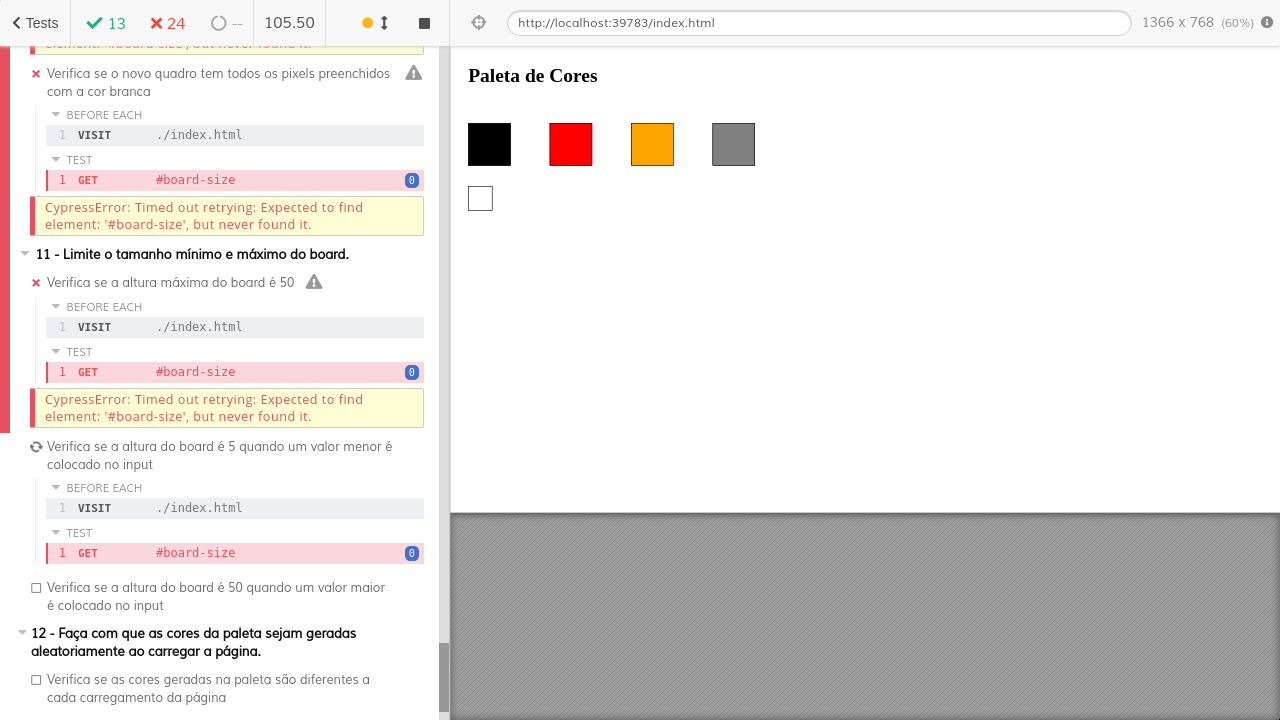 Tests
13
24
--
105.50
http://localhost:39783/index.html
1366 x 768 (60%)
element: '#board-size', but never found it.
Verifica se o novo quadro tem todos os pixels preenchidos
com a cor branca
BEFORE EACH
1 VISIT ./index.html
TEST
1 GET #board-size 0
CypressError: Timed out retrying: Expected to find
element: '#board-size', but never found it.
11 - Limite o tamanho mínimo e máximo do board.
Verifica se a altura máxima do board é 50
BEFORE EACH
1 VISIT ./index.html
TEST
1 GET #board-size 0
CypressError: Timed out retrying: Expected to find
element: '#board-size', but never found it.
Verifica se a altura do board é 5 quando um valor menor é
colocado no input
BEFORE EACH
1 VISIT ./index.html
TEST
1 GET #board-size 0
Verifica se a altura do board é 50 quando um valor maior
é colocado no input
12 - Faça com que as cores da paleta sejam geradas
aleatoriamente ao carregar a página.
Verifica se as cores geradas na paleta são diferentes a
cada carregamento da página
Paleta de Cores